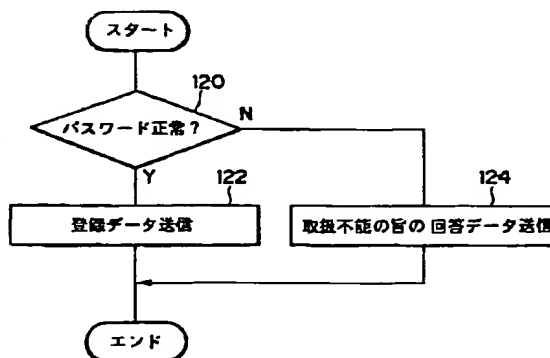 スタート
120
パスワード正常?
N
Y
122
登録データ送信
124
取扱不能の旨の回答データ送信
エンド